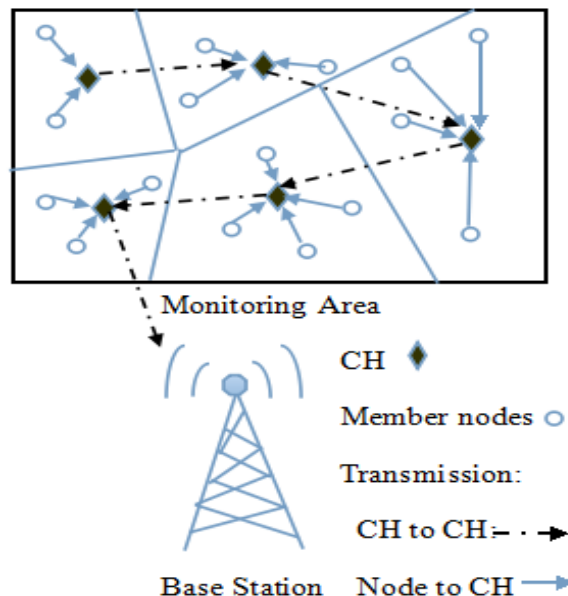 Monitoring Area
CH
Member nodes
Transmission:
CH to CH:
Base Station
Node to CH